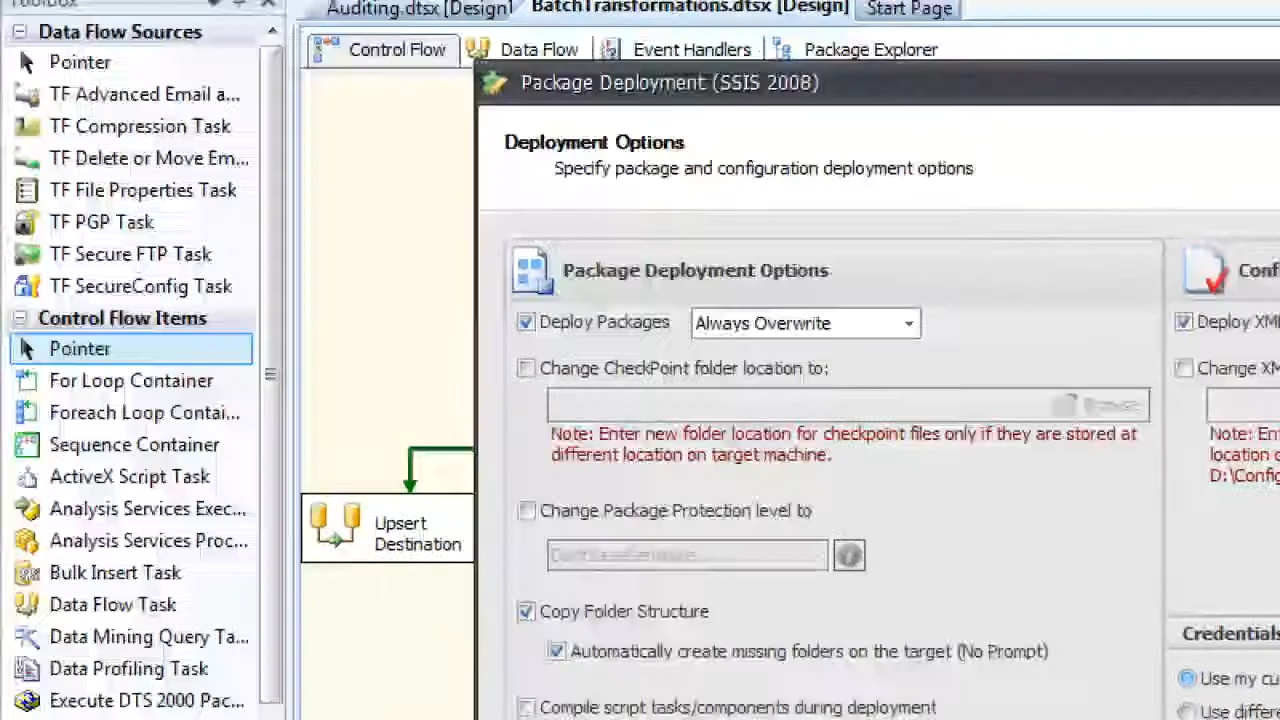 Auditing.dtsx [Design]
BatchTransformations.dtsx [Design]
Start Page
Data Flow Sources
Pointer
TF Advanced Email a...
TF Compression Task
TF Delete or Move Em...
TF File Properties Task
TF PGP Task
TF Secure FTP Task
TF SecureConfig Task
Control Flow Items
Pointer
For Loop Container
Foreach Loop Contai...
Sequence Container
ActiveX Script Task
Analysis Services Exec...
Analysis Services Proc...
Bulk Insert Task
Data Flow Task
Data Mining Query Ta...
Data Profiling Task
Execute DTS 2000 Pac...
Control Flow
Data Flow
Event Handlers
Package Explorer
Upsert
Destination
Package Deployment (SSIS 2008)
Deployment Options
Specify package and configuration deployment options
Package Deployment Options
Deploy Packages
Always Overwrite
Change CheckPoint folder location to:
Browse
Note: Enter new folder location for checkpoint files only if they are stored at
different location on target machine.
Change Package Protection level to
Copy Folder Structure
Automatically create missing folders on the target (No Prompt)
Compile script tasks/components during deployment
Conf
Deploy XM
Change XM
Note: En
location o
D:\Config
Credentials
Use my cu
Use differe